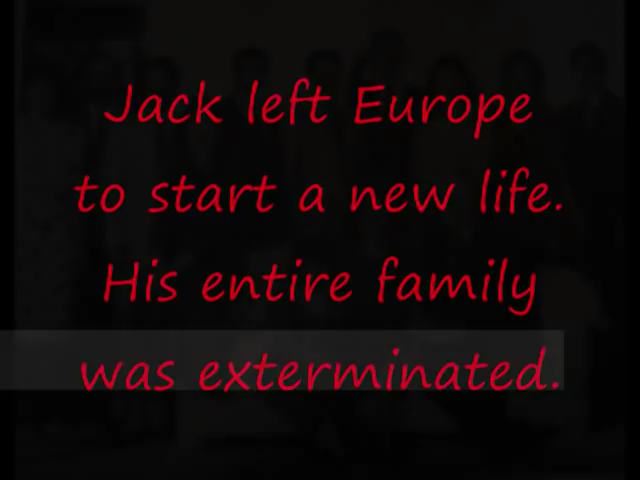 Jack left Europe
to start a new life.
His entire family
was exterminated.